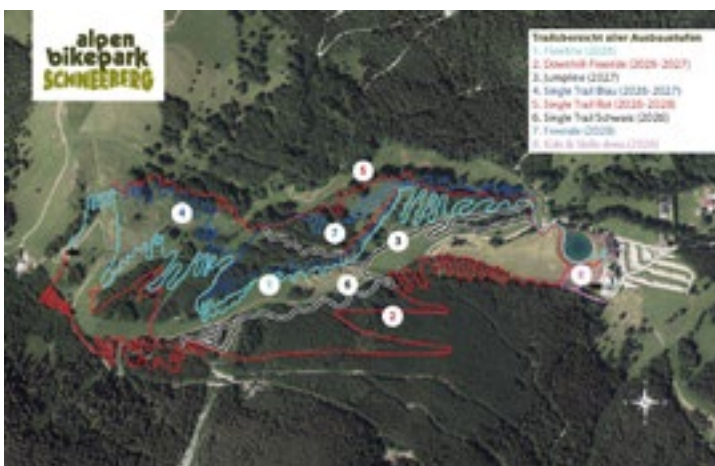 alpen
bikepark
SCHNEEBERG
Trailübersicht aller Ausbaustufen
1. Flowline (2026)
2. Downhill Freeride (2026-2027)
3. Jumpline (2027)
4. Single Trail Blau (2026-2027)
5. Single Trail Rot (2026-2028)
6. Single Trail Schwarz (2028)
7. Freeride (2028)
8. Kids & Skills Area (2026)
5
4
7
3
8
1
6
2